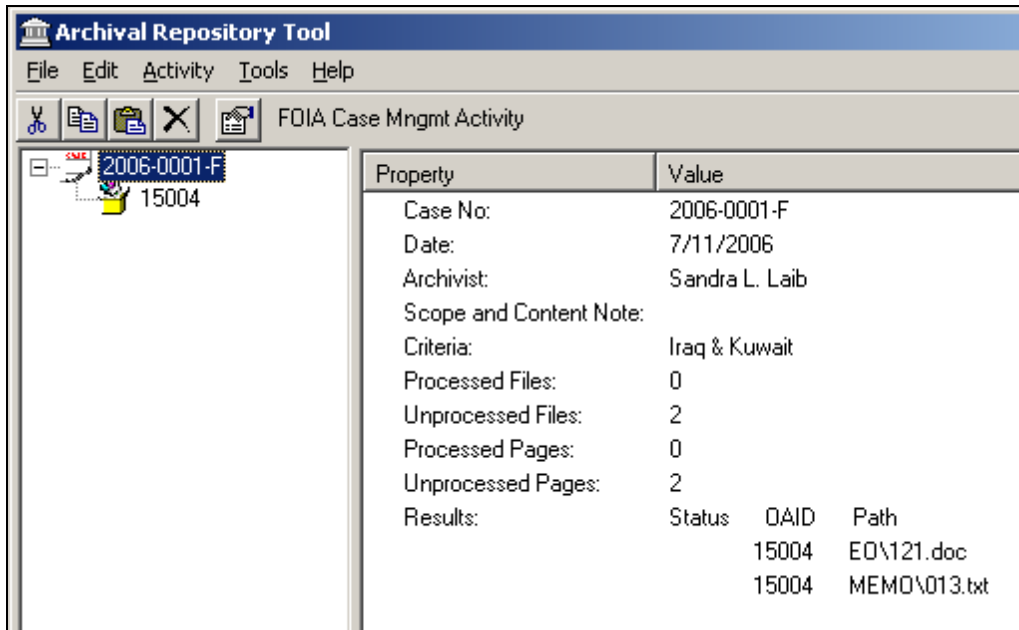 Archival Repository Tool
File Edit Activity Tools Help
FOIA Case Mngmt Activity
2006-0001-F
15004
Property Value
Case No: 2006-0001-F
Date: 7/11/2006
Archivist: Sandra L. Laib
Scope and Content Note:
Criteria: Iraq & Kuwait
Processed Files: 0
Unprocessed Files: 2
Processed Pages: 0
Unprocessed Pages: 2
Results: Status OAID Path
15004 EO\121.doc
15004 MEMO\013.txt